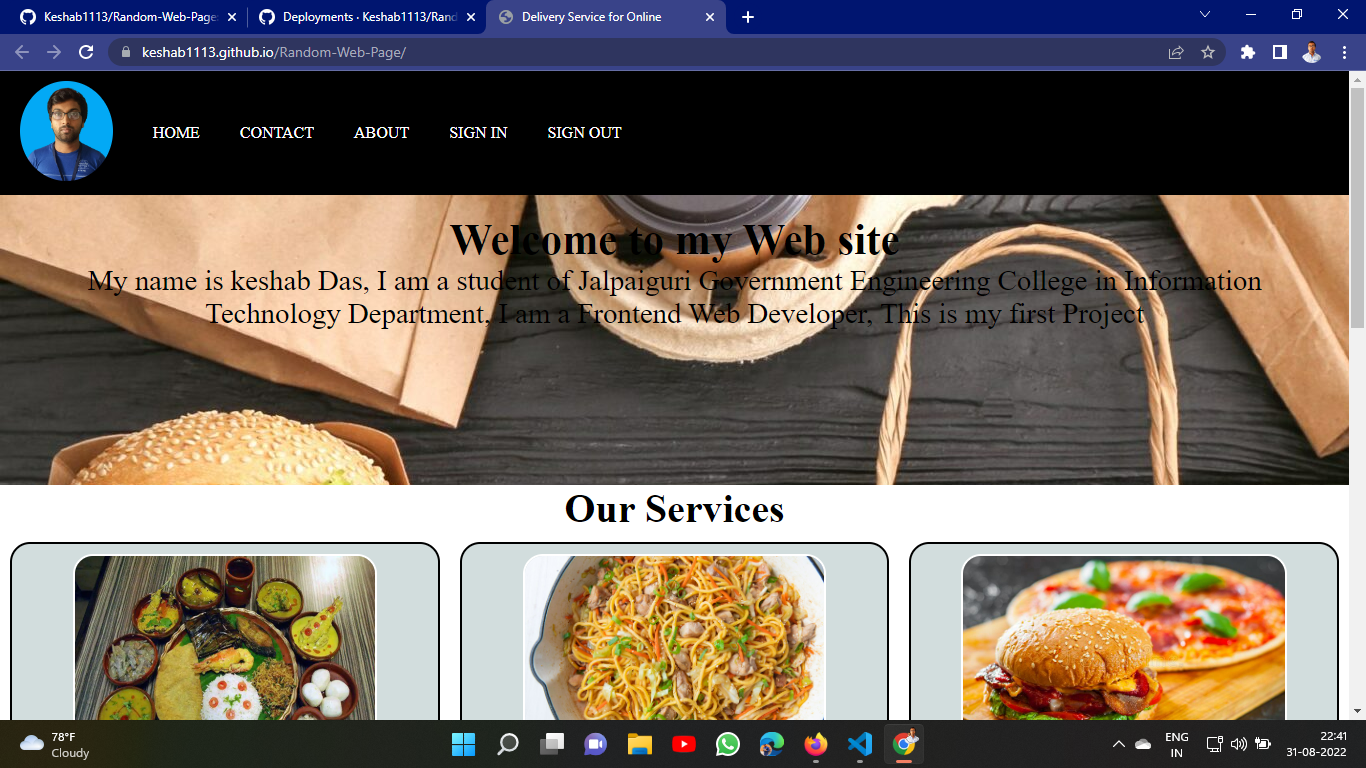 Keshab1113/Random-Web-Page:
Deployments · Keshab1113/Rand
Delivery Service for Online
keshab1113.github.io/Random-Web-Page/
HOME CONTACT ABOUT SIGN IN SIGN OUT
Welcome to my Web site
My name is keshab Das, I am a student of Jalpaiguri Government Engineering College in Information
Technology Department, I am a Frontend Web Developer, This is my first Project
Our Services
78°F
Cloudy
ENG
IN
22:41
31-08-2022